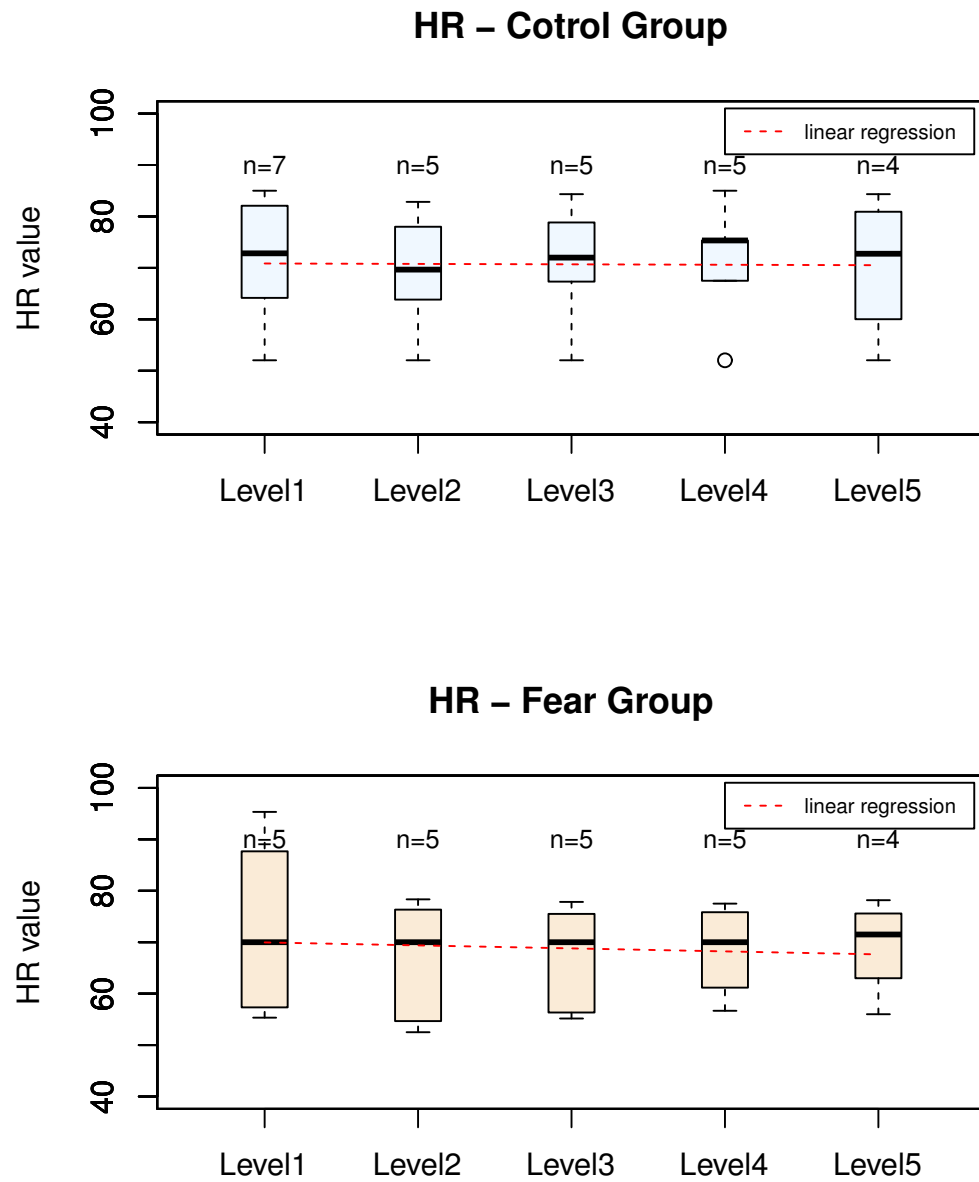 HR – Cotrol Group
100
80
60
40
HR value
linear regression
n=7 n=5 n=5 n=5 n=4
Level1 Level2 Level3 Level4 Level5
HR – Fear Group
100
80
60
40
HR value
linear regression
n=5 n=5 n=5 n=5 n=4
Level1 Level2 Level3 Level4 Level5